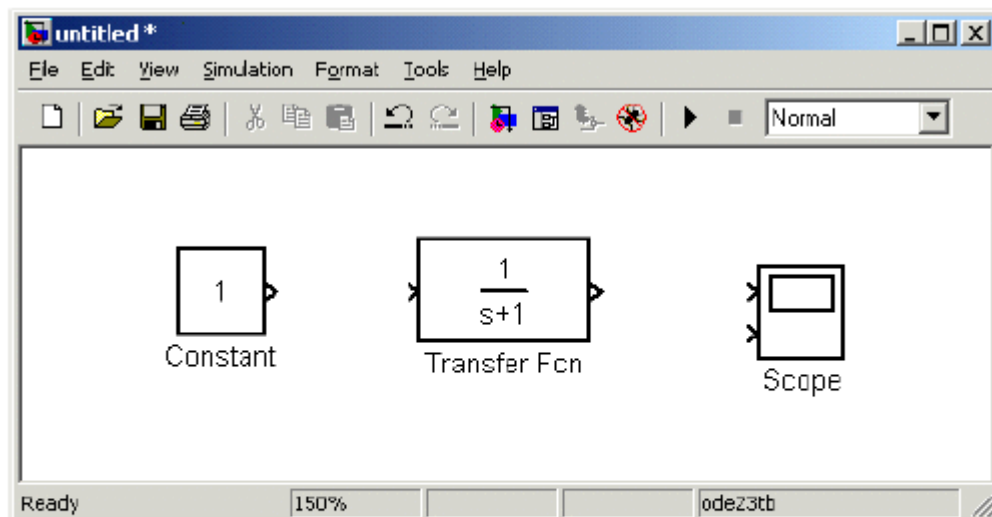 untitled *
File Edit View Simulation Format Tools Help
Normal
1
Constant
1
s+1
Transfer Fcn
Scope
Ready 150% ode23tb